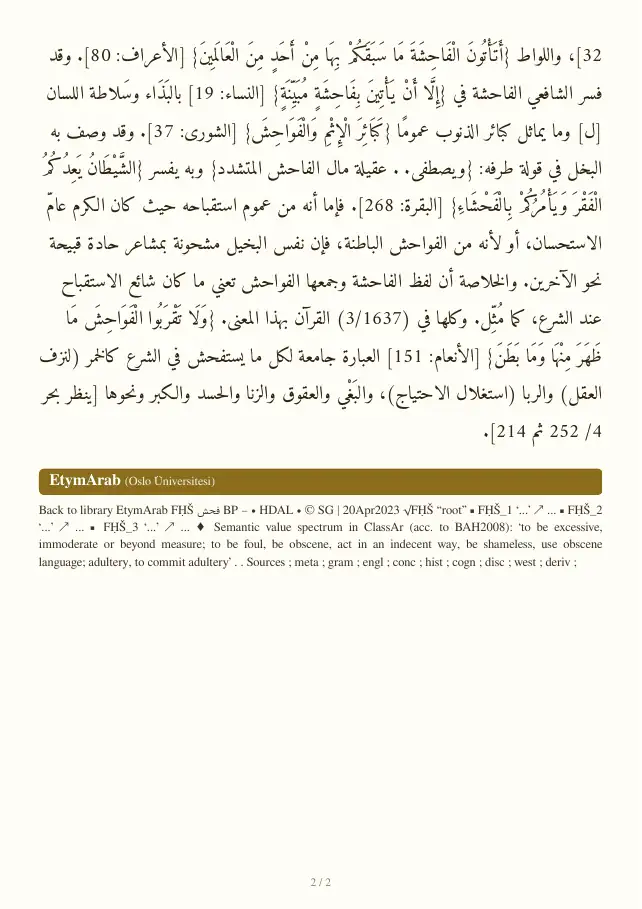 32]، واللواط {أَتَأْتُونَ الْفَاحِشَةَ مَا سَبَقَكُمْ بِهَا مِنْ أَحَدٍ مِنَ الْعَالَمِينَ} [الأعراف: 80]. وقد
فسر الشافعي الفاحشة في {إِلَّا أَنْ يَأْتِينَ بِفَاحِشَةٍ مُبَيِّنَةٍ} [النساء: 19] بالبَذَاء وسَلاطة اللسان
[ل] وما يماثل كبائر الذنوب عمومًا {كَبَائِرَ الْإِثْمِ وَالْفَوَاحِشَ} [الشورى: 37]. وقد وصف به
البخل في قولة طرفه: {ويصطفى. . عقيلة مال الفاحش المتشدد} وبه يفسر {الشَّيْطَانُ يَعِدُكُمُ
الْفَقْرَ وَيَأْمُرُكُمْ بِالْفَحْشَاءِ} [البقرة: 268]. فإما أنه من عموم استقباحه حيث كان الكرم عامّ
الاستحسان، أو لأنه من الفواحش الباطنة، فإن نفس البخيل مشحونة بمشاعر حادة قبيحة
نحو الآخرين. والخلاصة أن لفظ الفاحشة وجمعها الفواحش تعني ما كان شائع الاستقباح
عند الشرع، كما مُثِّل. وكلها في (3/1637) القرآن بهذا المعنى. {وَلَا تَقْرَبُوا الْفَوَاحِشَ مَا
ظَهَرَ مِنْهَا وَمَا بَطَنَ} [الأنعام: 151] العبارة جامعة لكل ما يستفحش في الشرع كالخمر (لنزف
العقل) والربا (استغلال الاحتياج)، والبَغْي والعقوق والزنا والحسد والكبر ونحوها [ينظر بحر
4/ 252 ثم 214].
EtymArab (Oslo Üniversitesi)
Back to library EtymArab FḤŠ فحش BP – • HDAL • © SG | 20Apr2023 √FḤŠ “root” ▪ FḤŠ_1 ‘...’ ↗ ... ▪ FḤŠ_2
‘...’ ↗ ... ▪ FḤŠ_3 ‘...’ ↗ ... ♦ Semantic value spectrum in ClassAr (acc. to BAH2008): ‘to be excessive,
immoderate or beyond measure; to be foul, be obscene, act in an indecent way, be shameless, use obscene
language; adultery, to commit adultery’ . . Sources ; meta ; gram ; engl ; conc ; hist ; cogn ; disc ; west ; deriv ;
2 / 2